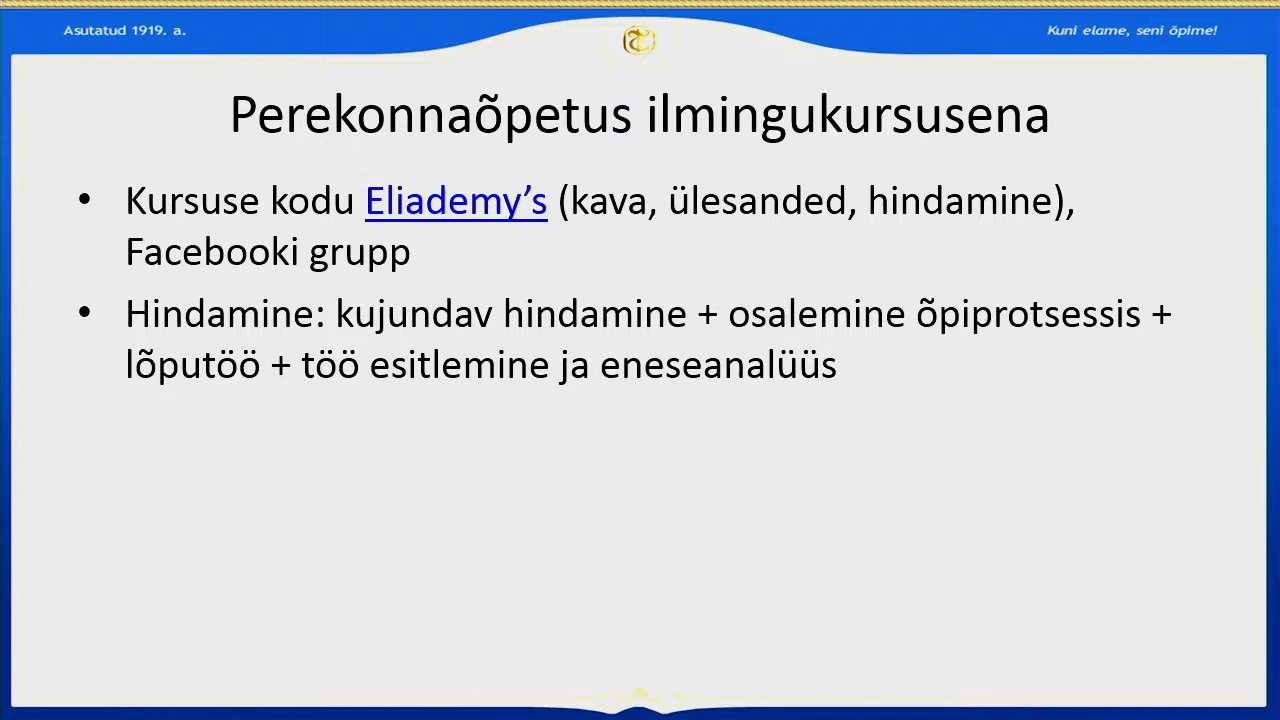 Asutatud 1919. a.
Kuni elame, seni õpime!
Perekonnaõpetus ilmingukursusena
• Kursuse kodu Eliademy’s (kava, ülesanded, hindamine),
Facebooki grupp
• Hindamine: kujundav hindamine + osalemine õpiprotsessis +
lõputöö + töö esitlemine ja eneseanalüüs